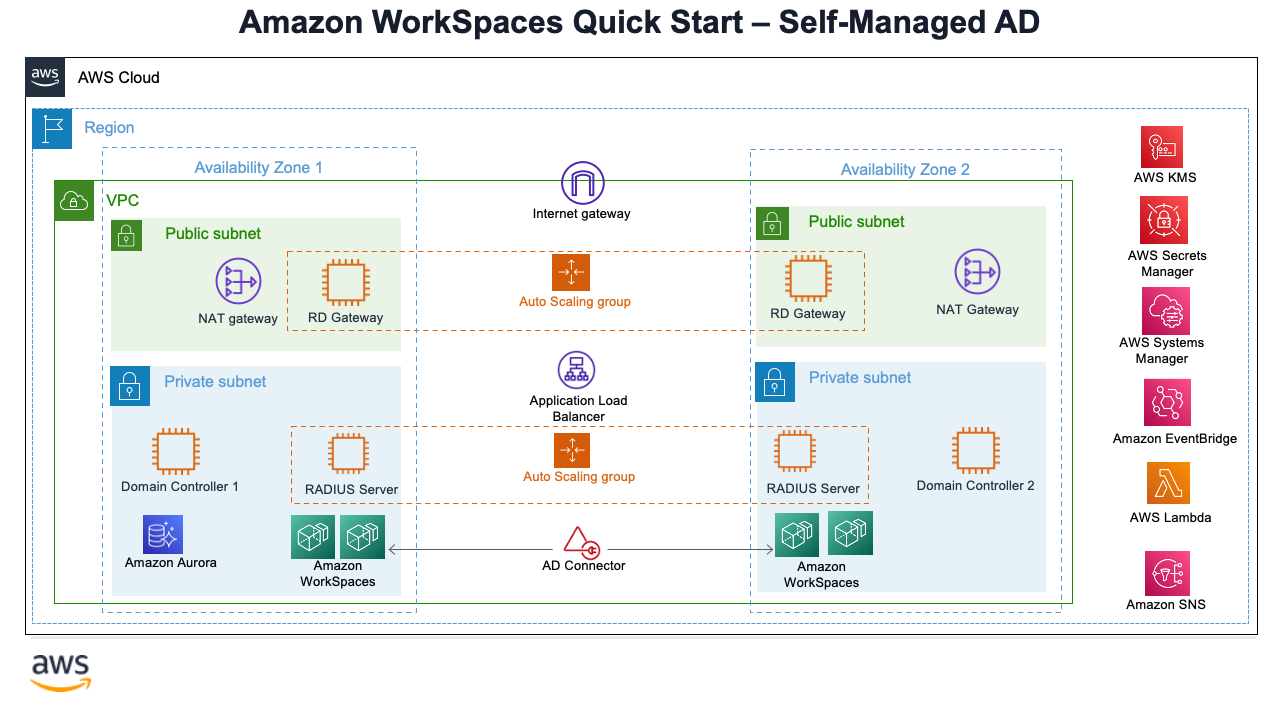 Amazon WorkSpaces Quick Start – Self-Managed AD
aws
AWS Cloud
Region
Availability Zone 1
Availability Zone 2
VPC
Internet gateway
Public subnet
Public subnet
NAT gateway
RD Gateway
Auto Scaling group
RD Gateway
NAT Gateway
Private subnet
Private subnet
Application Load
Balancer
Domain Controller 1
RADIUS Server
Auto Scaling group
RADIUS Server
Domain Controller 2
Amazon Aurora
Amazon
WorkSpaces
AD Connector
Amazon
WorkSpaces
AWS KMS
AWS Secrets
Manager
AWS Systems
Manager
Amazon EventBridge
AWS Lambda
Amazon SNS
aws